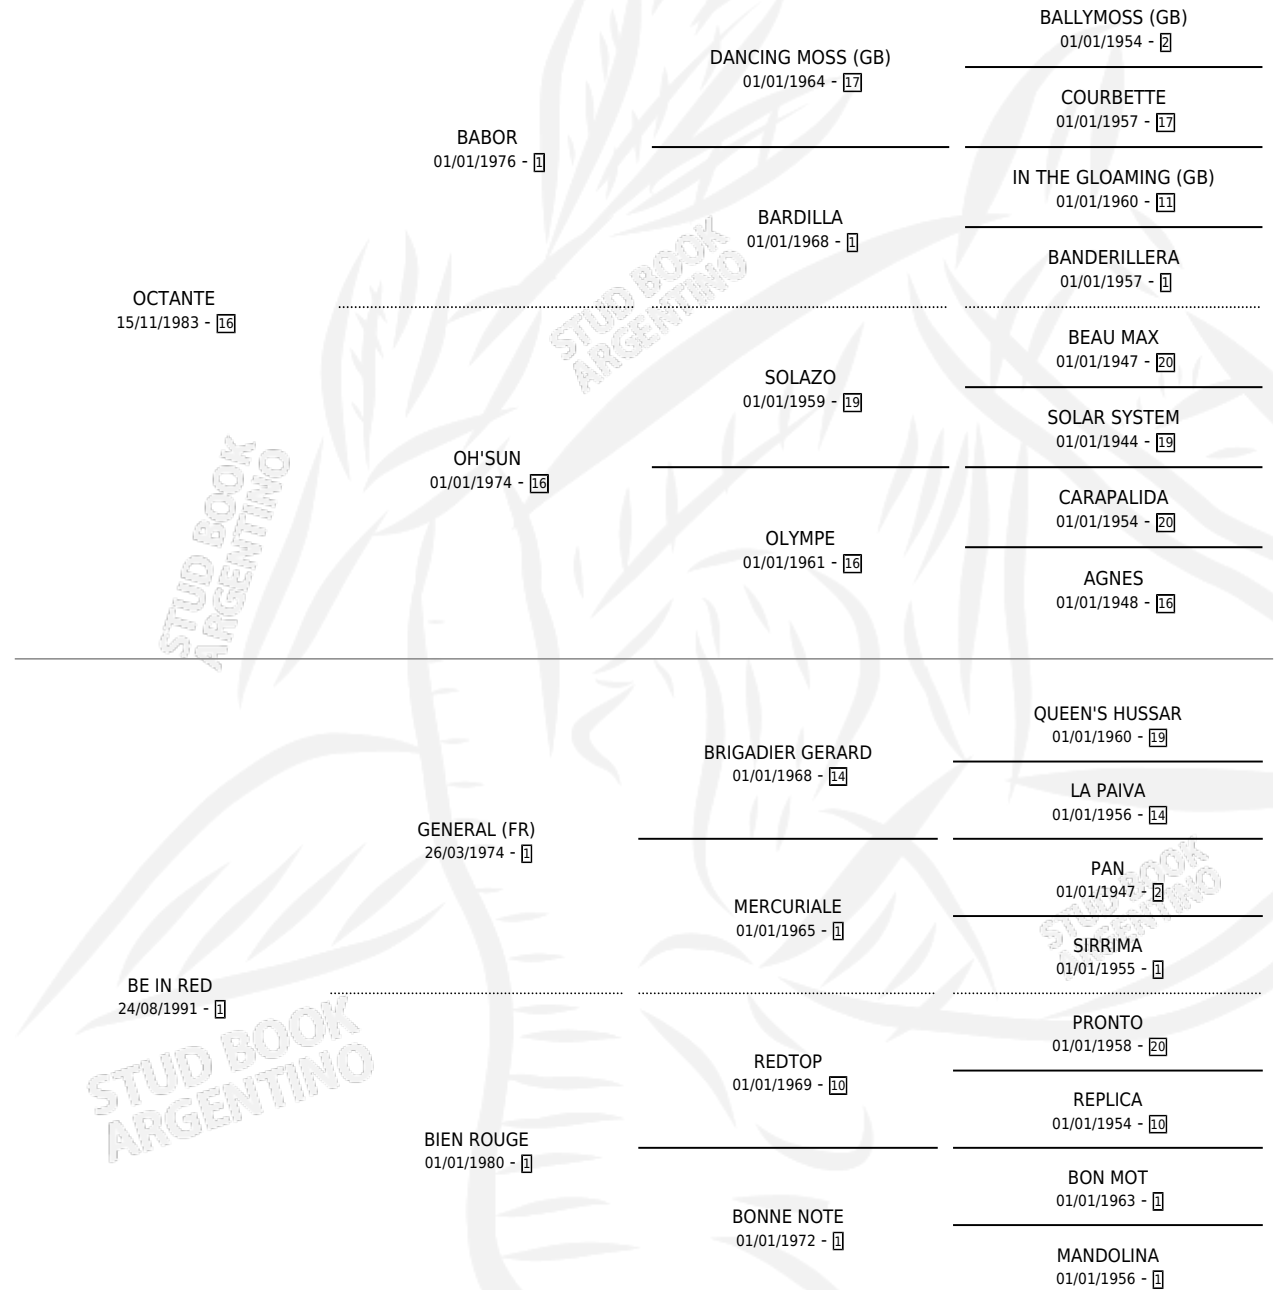 BALLYMOSS (GB)
01/01/1954 - 2
DANCING MOSS (GB)
01/01/1964 - 17
COURBETTE
01/01/1957 - 17
BABOR
01/01/1976 - 1
IN THE GLOAMING (GB)
01/01/1960 - 11
BARDILLA
01/01/1968 - 1
BANDERILLERA
01/01/1957 - 1
OCTANTE
15/11/1983 - 16
BEAU MAX
01/01/1947 - 20
SOLAZO
01/01/1959 - 19
SOLAR SYSTEM
01/01/1944 - 19
OH'SUN
01/01/1974 - 16
CARAPALIDA
01/01/1954 - 20
OLYMPE
01/01/1961 - 16
AGNES
01/01/1948 - 16
STUD BOOK
ARGENTINO
STUD BOOK
ARGENTINO
QUEEN'S HUSSAR
01/01/1960 - 19
BRIGADIER GERARD
01/01/1968 - 14
LA PAIVA
01/01/1956 - 14
GENERAL (FR)
26/03/1974 - 1
PAN
01/01/1947 - 2
MERCURIALE
01/01/1965 - 1
SIRRIMA
01/01/1955 - 1
BE IN RED
24/08/1991 - 1
PRONTO
01/01/1958 - 20
REDTOP
01/01/1969 - 10
REPLICA
01/01/1954 - 10
BIEN ROUGE
01/01/1980 - 1
BON MOT
01/01/1963 - 1
BONNE NOTE
01/01/1972 - 1
MANDOLINA
01/01/1956 - 1
STUD BOOK
ARGENTINO
STUD BOOK
ARGENTINO